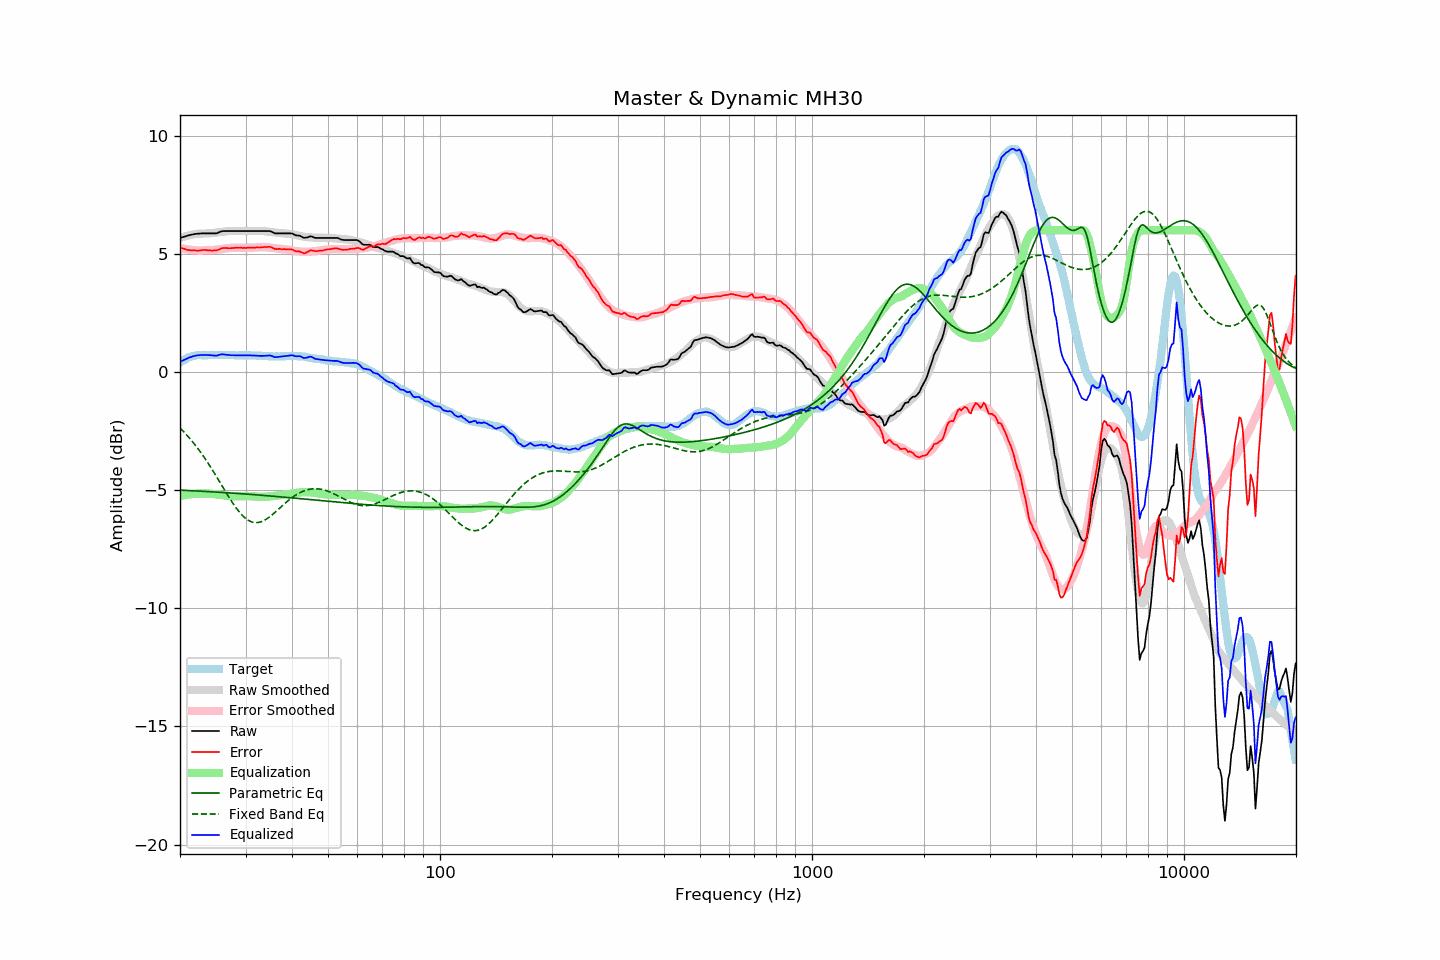 Master & Dynamic MH30
10
5
0
−5
−10
−15
−20
Amplitude (dBr)
Target
Raw Smoothed
Error Smoothed
Raw
Error
Equalization
Parametric Eq
Fixed Band Eq
Equalized
100
1000
10000
Frequency (Hz)